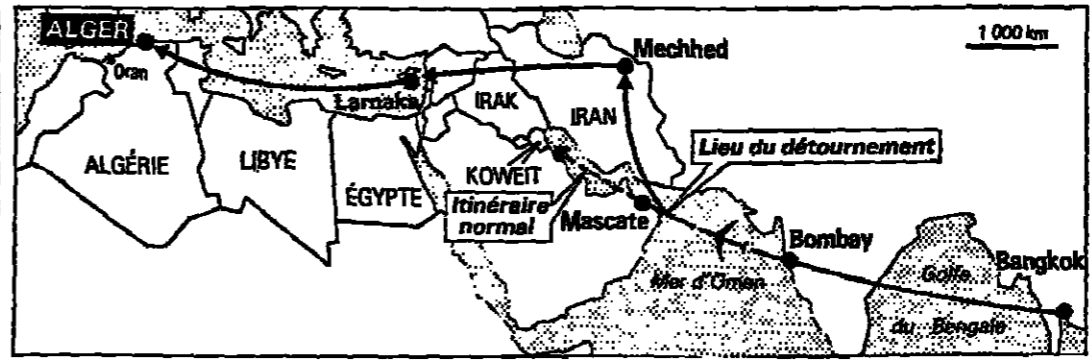 ALGER
1 000 km
Mechhed
Oran
Larnaka
IRAK
IRAN
Lieu du détournement
ALGÉRIE
LIBYE
ÉGYPTE
KOWEIT
Itinéraire
normal
Mascate
Bombay
Bangkok
Mer d'Oman
Golfe
du Bengale